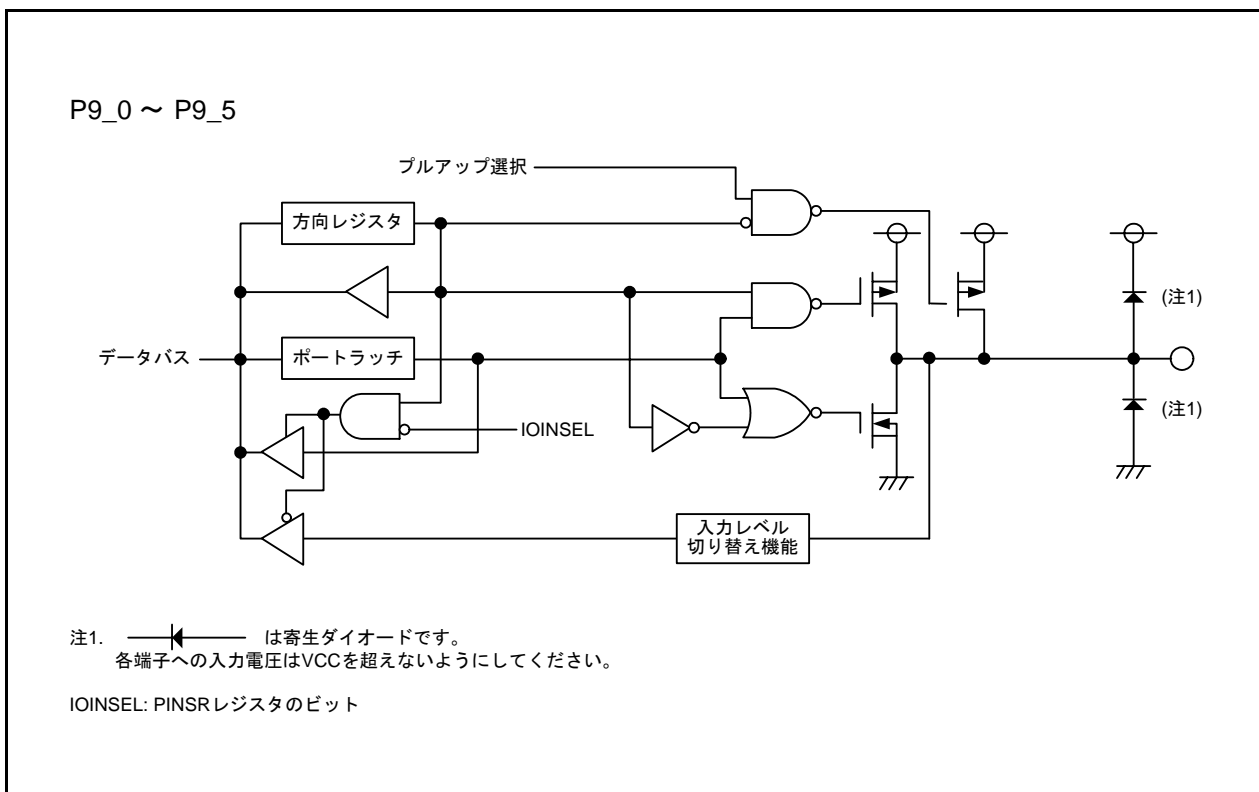 P9_0 ～ P9_5
プルアップ選択
方向レジスタ
(注1)
データバス
ポートラッチ
(注1)
IOINSEL
入力レベル
切り替え機能
注1. は寄生ダイオードです。
各端子への入力電圧はVCCを超えないようにしてください。
IOINSEL: PINSRレジスタのビット